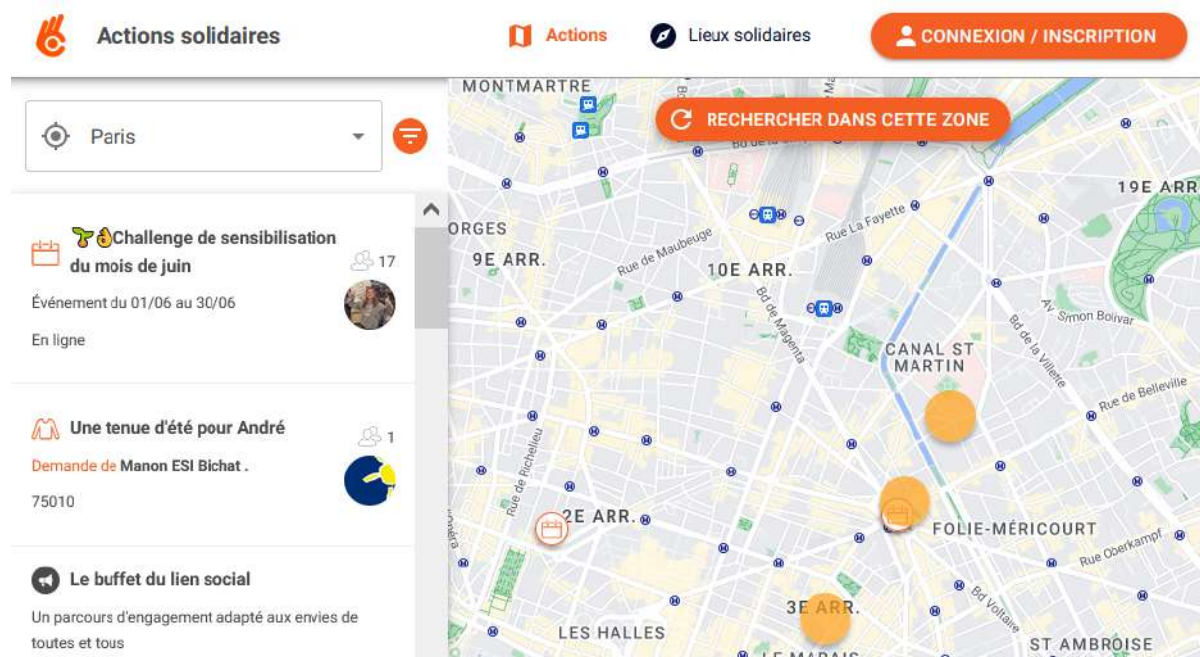 Actions solidaires
Actions
Lieux solidaires
CONNEXION / INSCRIPTION
Paris
Challenge de sensibilisation
du mois de juin
17
Événement du 01/06 au 30/06
En ligne
Une tenue d'été pour André
1
Demande de Manon ESI Bichat .
75010
Le buffet du lien social
Un parcours d'engagement adapté aux envies de
toutes et tous
MONTMARTRE
RECHERCHER DANS CETTE ZONE
19E ARR
ORGES
9E ARR.
Rue de Maubeuge
Rue La Fayette
10E ARR.
Bd de Magenta
Av. Simon Bolivar
Bd de la Villette
CANAL ST
MARTIN
Rue de Belleville
Rue de Richelieu
2E ARR.
FOLIE-MÉRICOURT
Rue Oberkampf
3E ARR.
Bd Voltaire
LES HALLES
ST AMBROISE
LE MARAIS